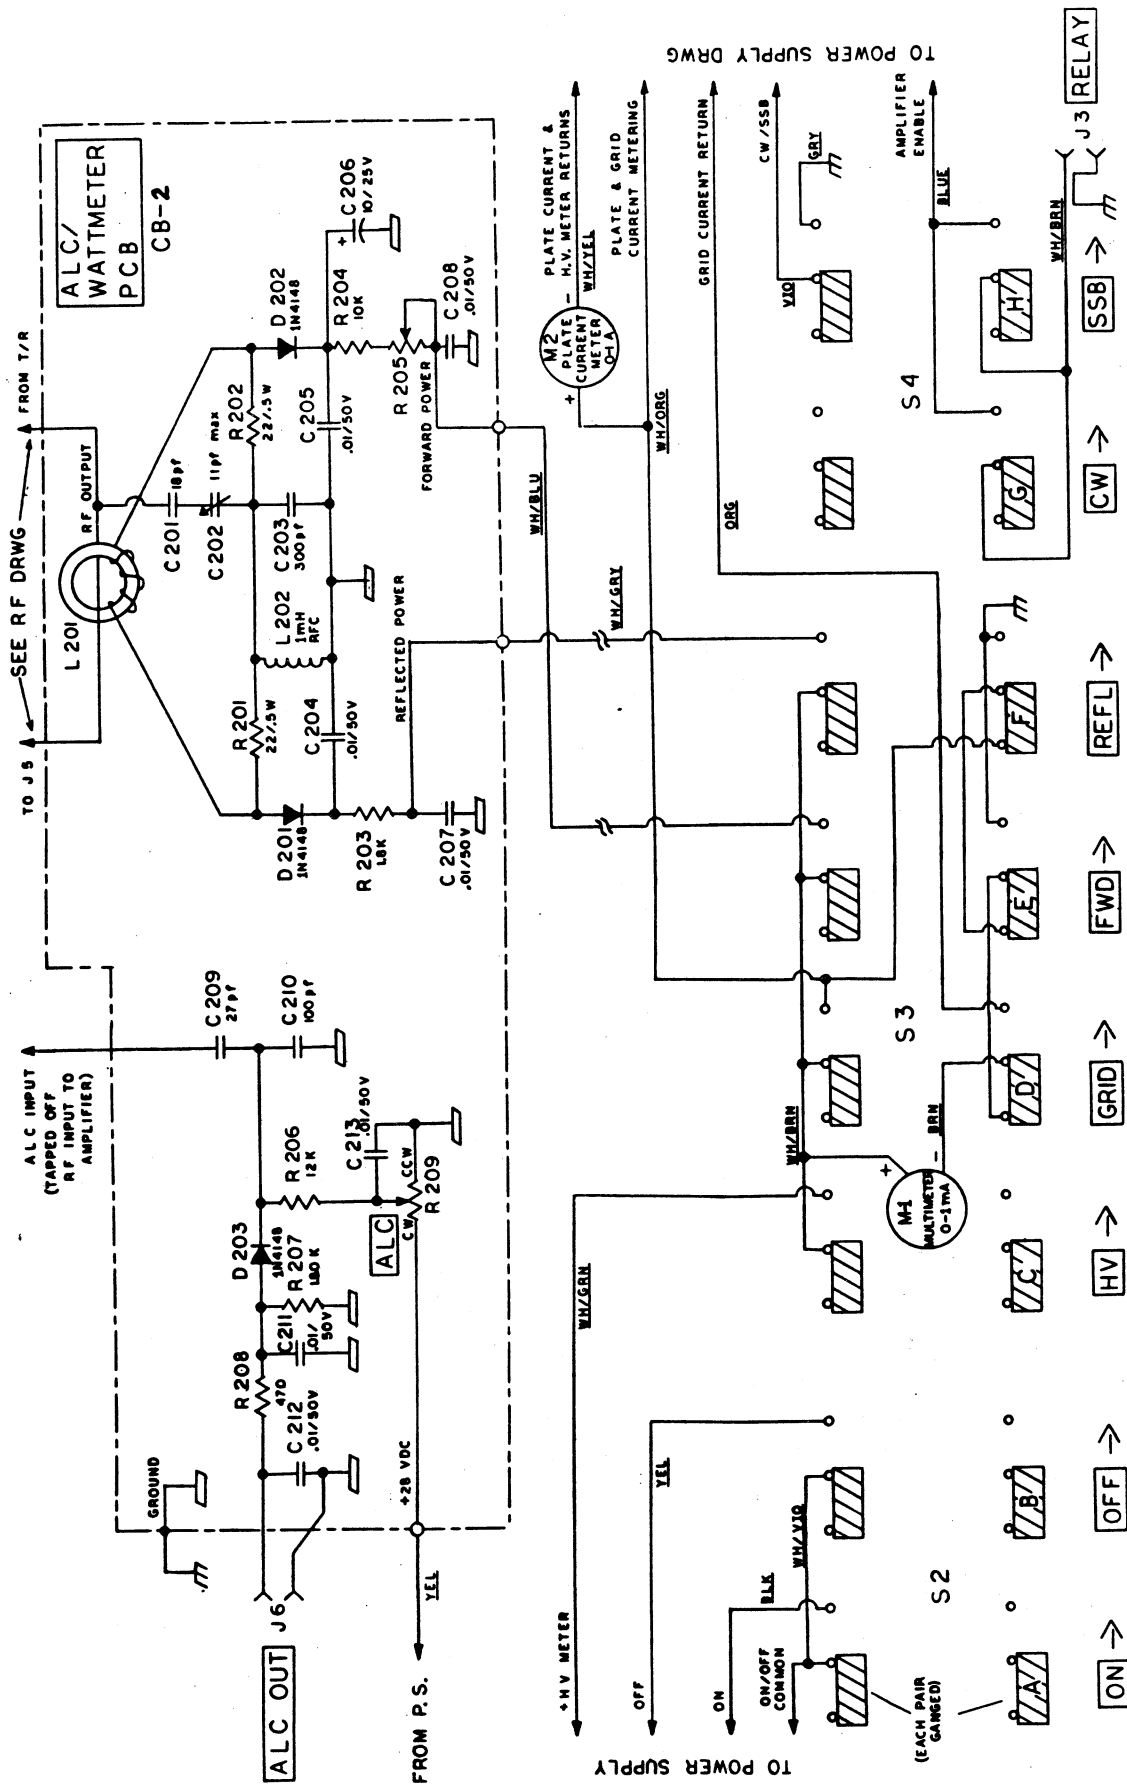 ALC/
WATTMETER
PCB
CB-2
SEE RF DRWG
TO J5
FROM T/R
L201
RF OUTPUT
C201
18pf
C202
11pf max
R201
22/.5W
R202
22/.5W
L202
1mH
RFC
C203
300pf
D201
1N4148
D202
1N4148
C204
.01/50V
C205
.01/50V
C206
10/25V
+
R203
1.8K
R204
10K
R205
FORWARD POWER
REFLECTED POWER
C207
.01/50V
C208
.01/50V
ALC INPUT
(TAPPED OFF
RF INPUT TO
AMPLIFIER)
C209
27pf
C210
100pf
R206
12K
C213
.01/50V
R209
CW
CCW
ALC
D203
1N4148
R207
180K
C211
.01/
50V
R208
470
C212
.01/50V
GROUND
+28 VDC
J6
ALC OUT
YEL
FROM P.S.
PLATE CURRENT &
H.V. METER RETURNS
WH/YEL
M2
PLATE
CURRENT
METER
0-1A
+
-
PLATE & GRID
CURRENT METERING
WH/ORG
GRID CURRENT RETURN
ORG
CW/SSB
VIO
GRY
AMPLIFIER
ENABLE
BLUE
WH/BRN
J3
RELAY
TO POWER SUPPLY DRWG
WH/BLU
WH/GRY
WH/BRN
M-1
MULTIMETER
0-1mA
+
-
BRN
+HV METER
WH/GRN
OFF
YEL
ON
BLK
ON/OFF
COMMON
WH/VIO
TO POWER SUPPLY
(EACH PAIR
GANGED)
S2
S3
S4
A
B
C
D
E
F
G
H
ON
OFF
HV
GRID
FWD
REFL
CW
SSB